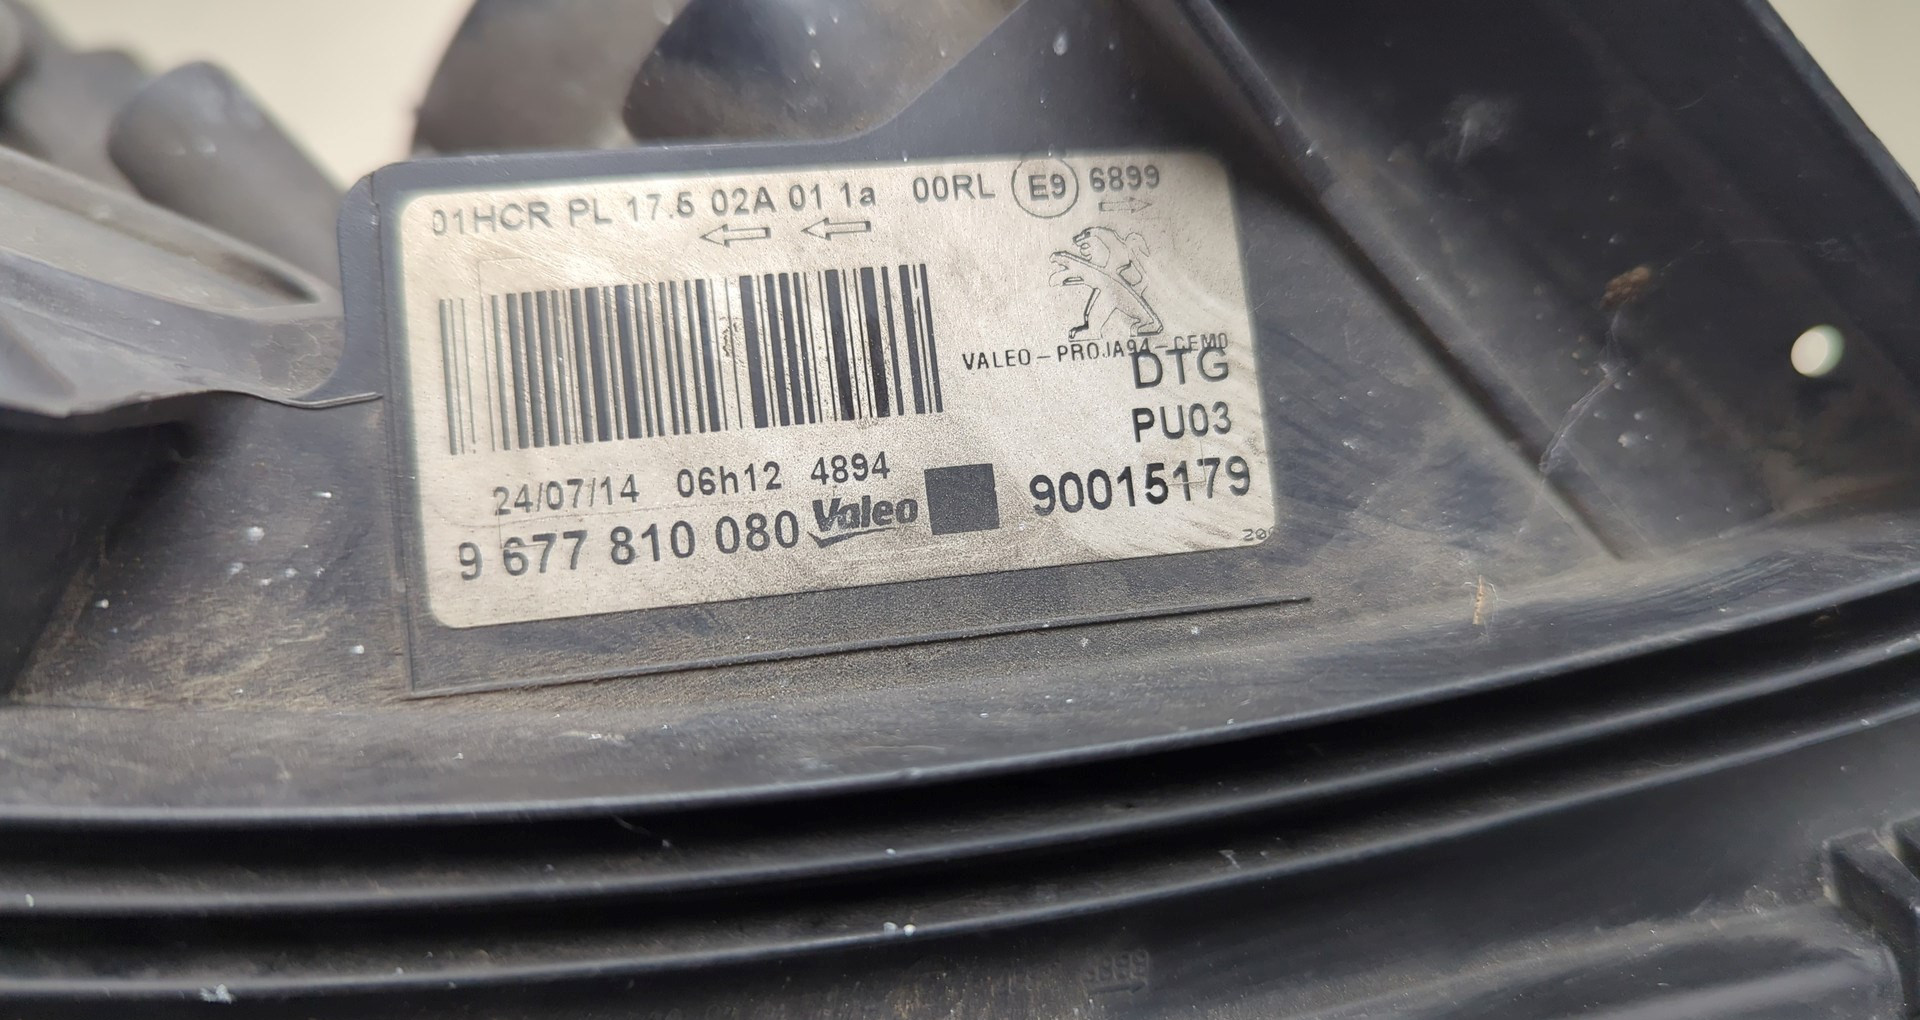 01HCR PL 17.5 02A 01 1a 00RL E9 6899
VALEO-PROJA94-CEMO
DTG
PU03
24/07/14 06h12 4894
9 677 810 080 Valeo 90015179